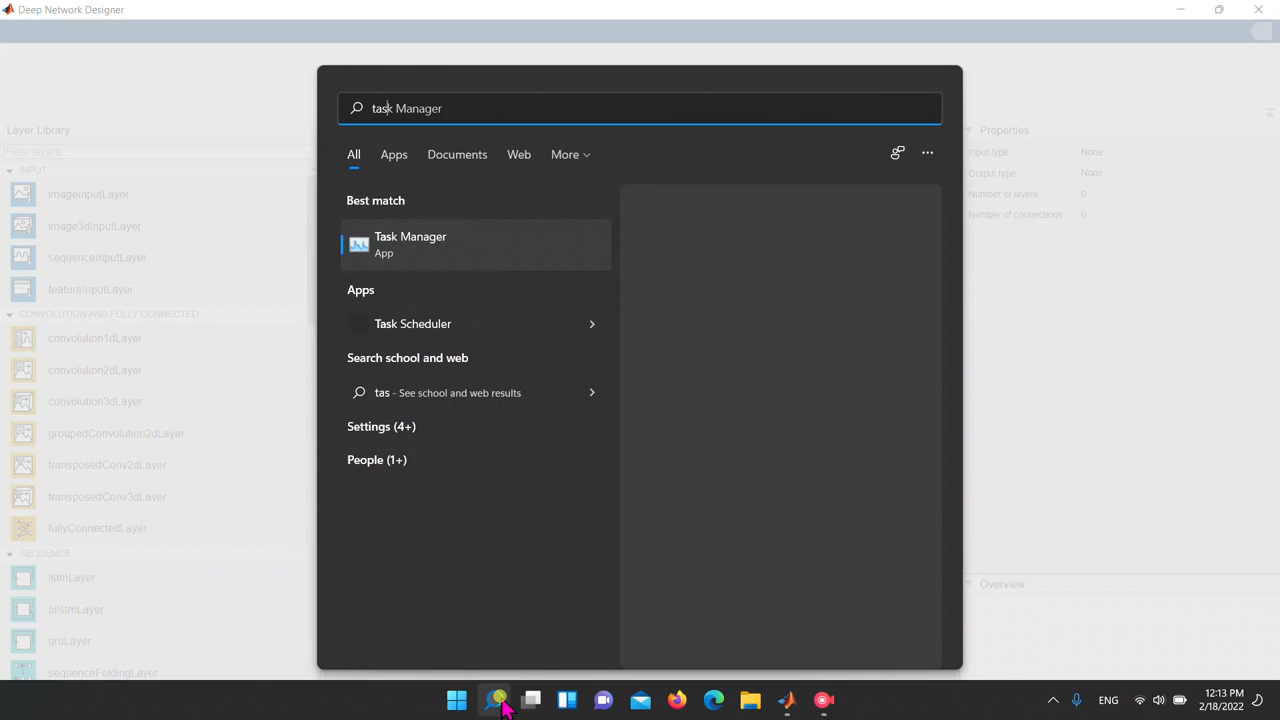 Deep Network Designer
task Manager
All Apps Documents Web More
Best match
Task Manager
App
Apps
Task Scheduler
Search school and web
tas - See school and web results
Settings (4+)
People (1+)
Layer Library
Filter layers...
INPUT
imageInputLayer
image3dInputLayer
sequenceInputLayer
featureInputLayer
CONVOLUTION AND FULLY CONNECTED
convolution1dLayer
convolution2dLayer
convolution3dLayer
groupedConvolution2dLayer
transposedConv2dLayer
transposedConv3dLayer
fullyConnectedLayer
SEQUENCE
lstmLayer
bilstmLayer
gruLayer
sequenceFoldingLayer
Properties
Input type None
Output type None
Number of layers 0
Number of connections 0
Overview
ENG
12:13 PM
2/18/2022